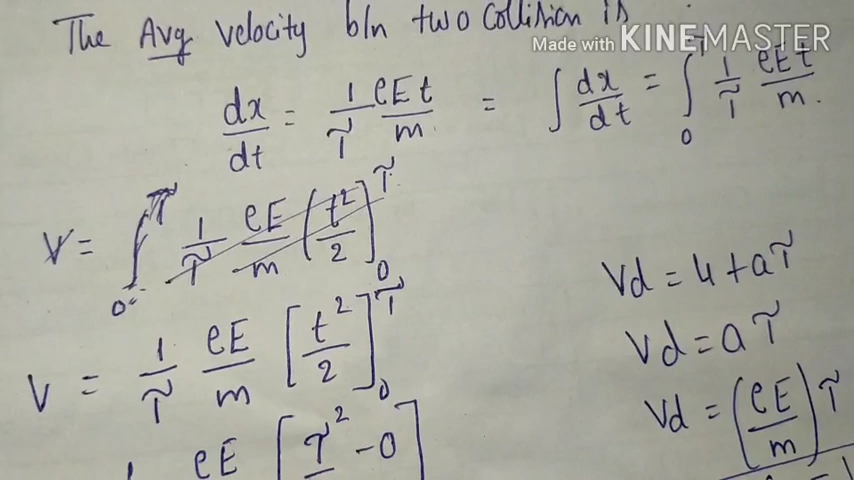 The Avg velocity b/n two collision is
Made with KINEMASTER
dx/dt = 1/τ eEt/m = ∫ dx/dt = ∫₀^τ 1/τ eEt/m.
V = ∫₀^τ 1/τ eE/m (t²/2]₀^τ
V = 1/τ eE/m [t²/2]₀^τ
eE [τ² - 0]
Vd = u + aτ
Vd = aτ
Vd = (eE/m)τ